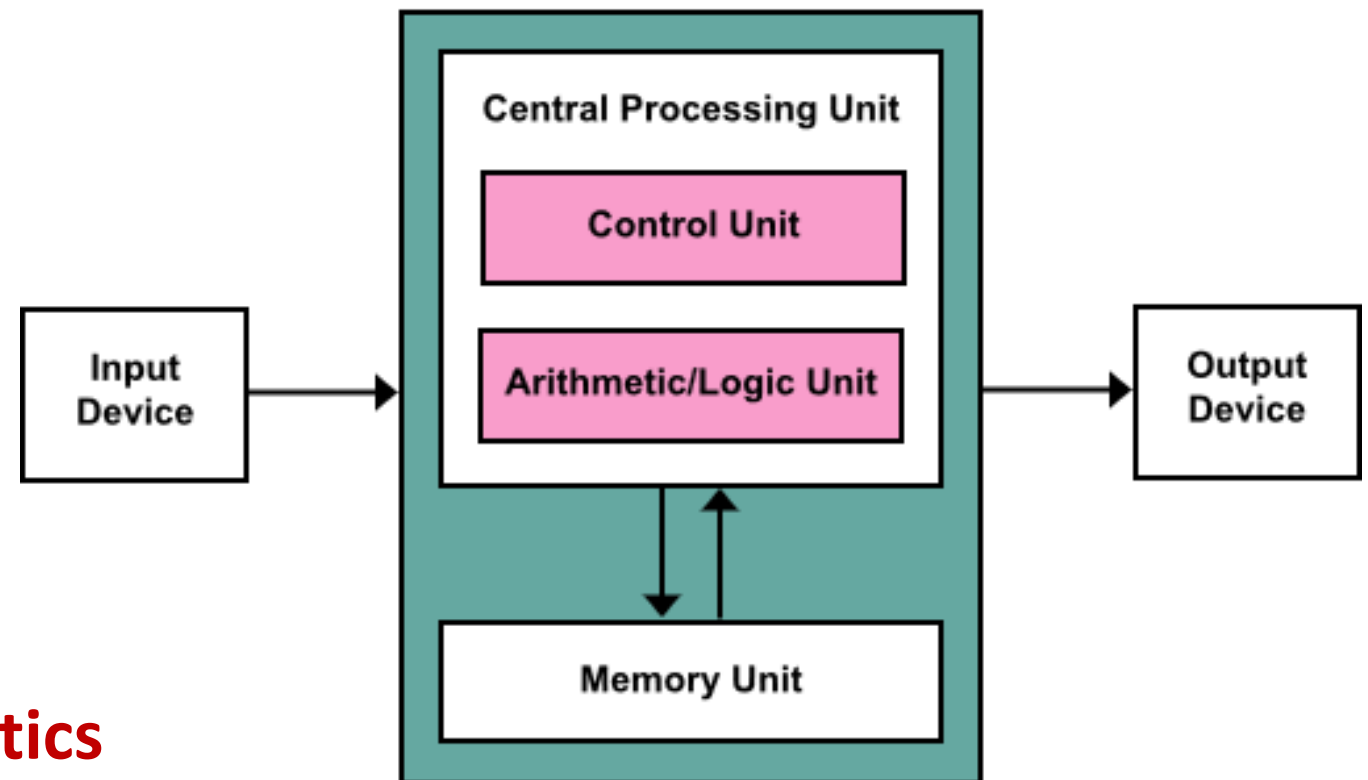 Central Processing Unit
Control Unit
Input
Device
Arithmetic/Logic Unit
Output
Device
Memory Unit
tics